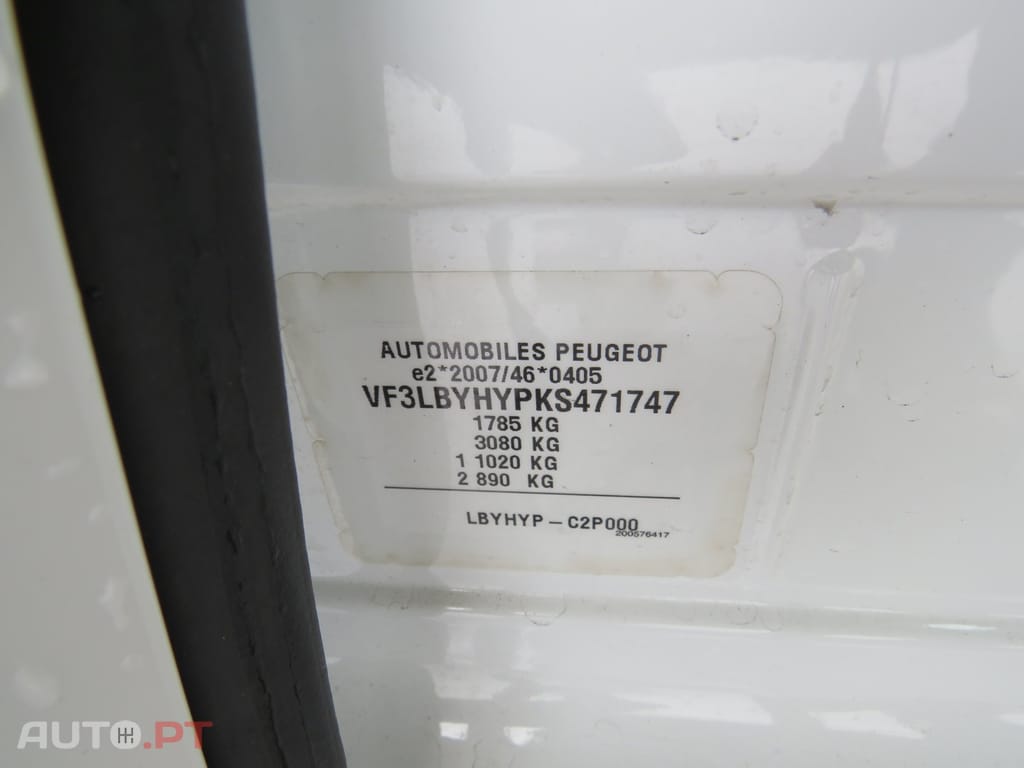 AUTOMOBILES PEUGEOT
e2*2007/46*0405
VF3LBYHYPKS471747
1785 KG
3080 KG
1 1020 KG
2 890 KG
LBYHYP – C2P000
200576417
AUTO.PT